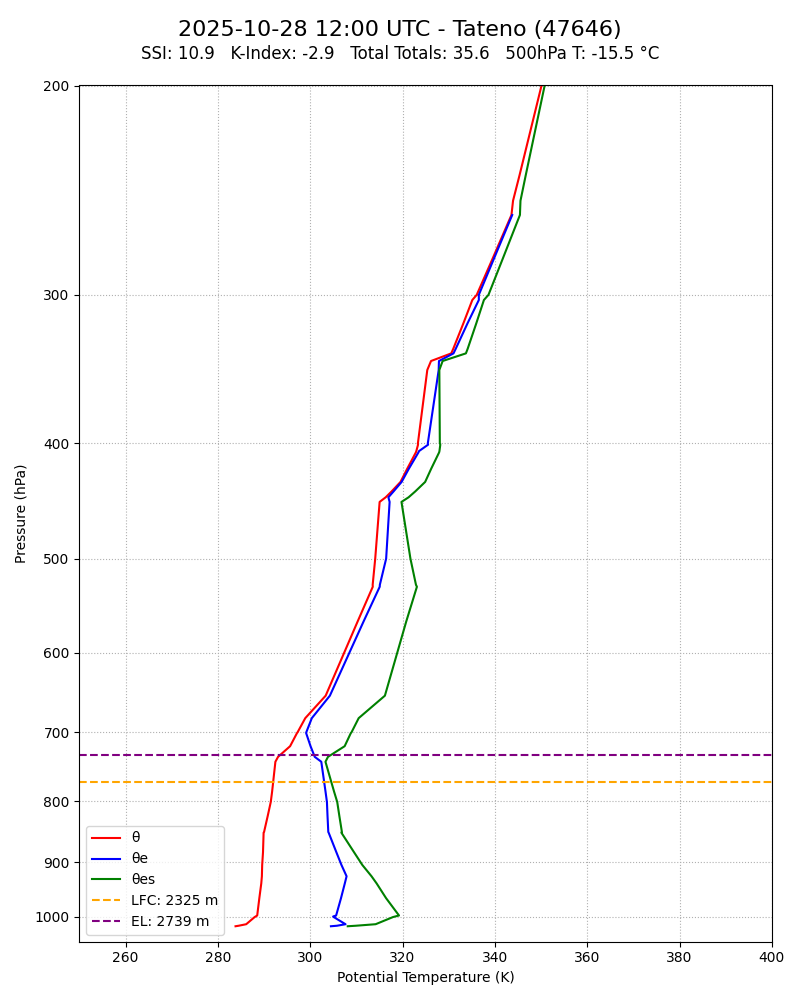 2025-10-28 12:00 UTC - Tateno (47646)
SSI: 10.9   K-Index: -2.9   Total Totals: 35.6   500hPa T: -15.5 °C
200
300
400
500
600
700
800
900
1000
Pressure (hPa)
θ
θe
θes
LFC: 2325 m
EL: 2739 m
260 280 300 320 340 360 380 400
Potential Temperature (K)